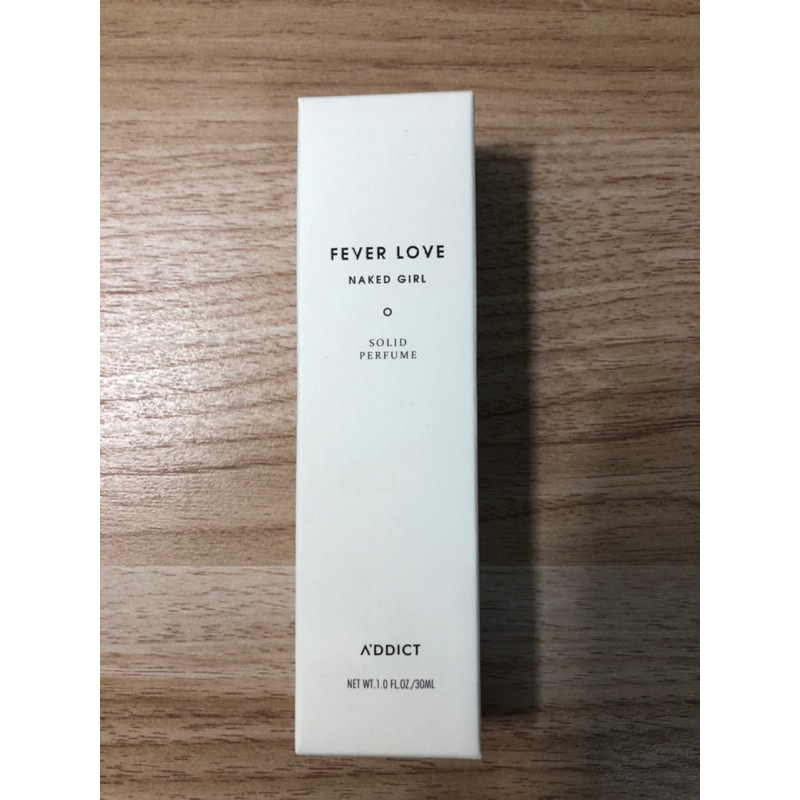 FEVER LOVE
NAKED GIRL
SOLID
PERFUME
A'DDICT
NET WT.1.0 FL.OZ./30ML